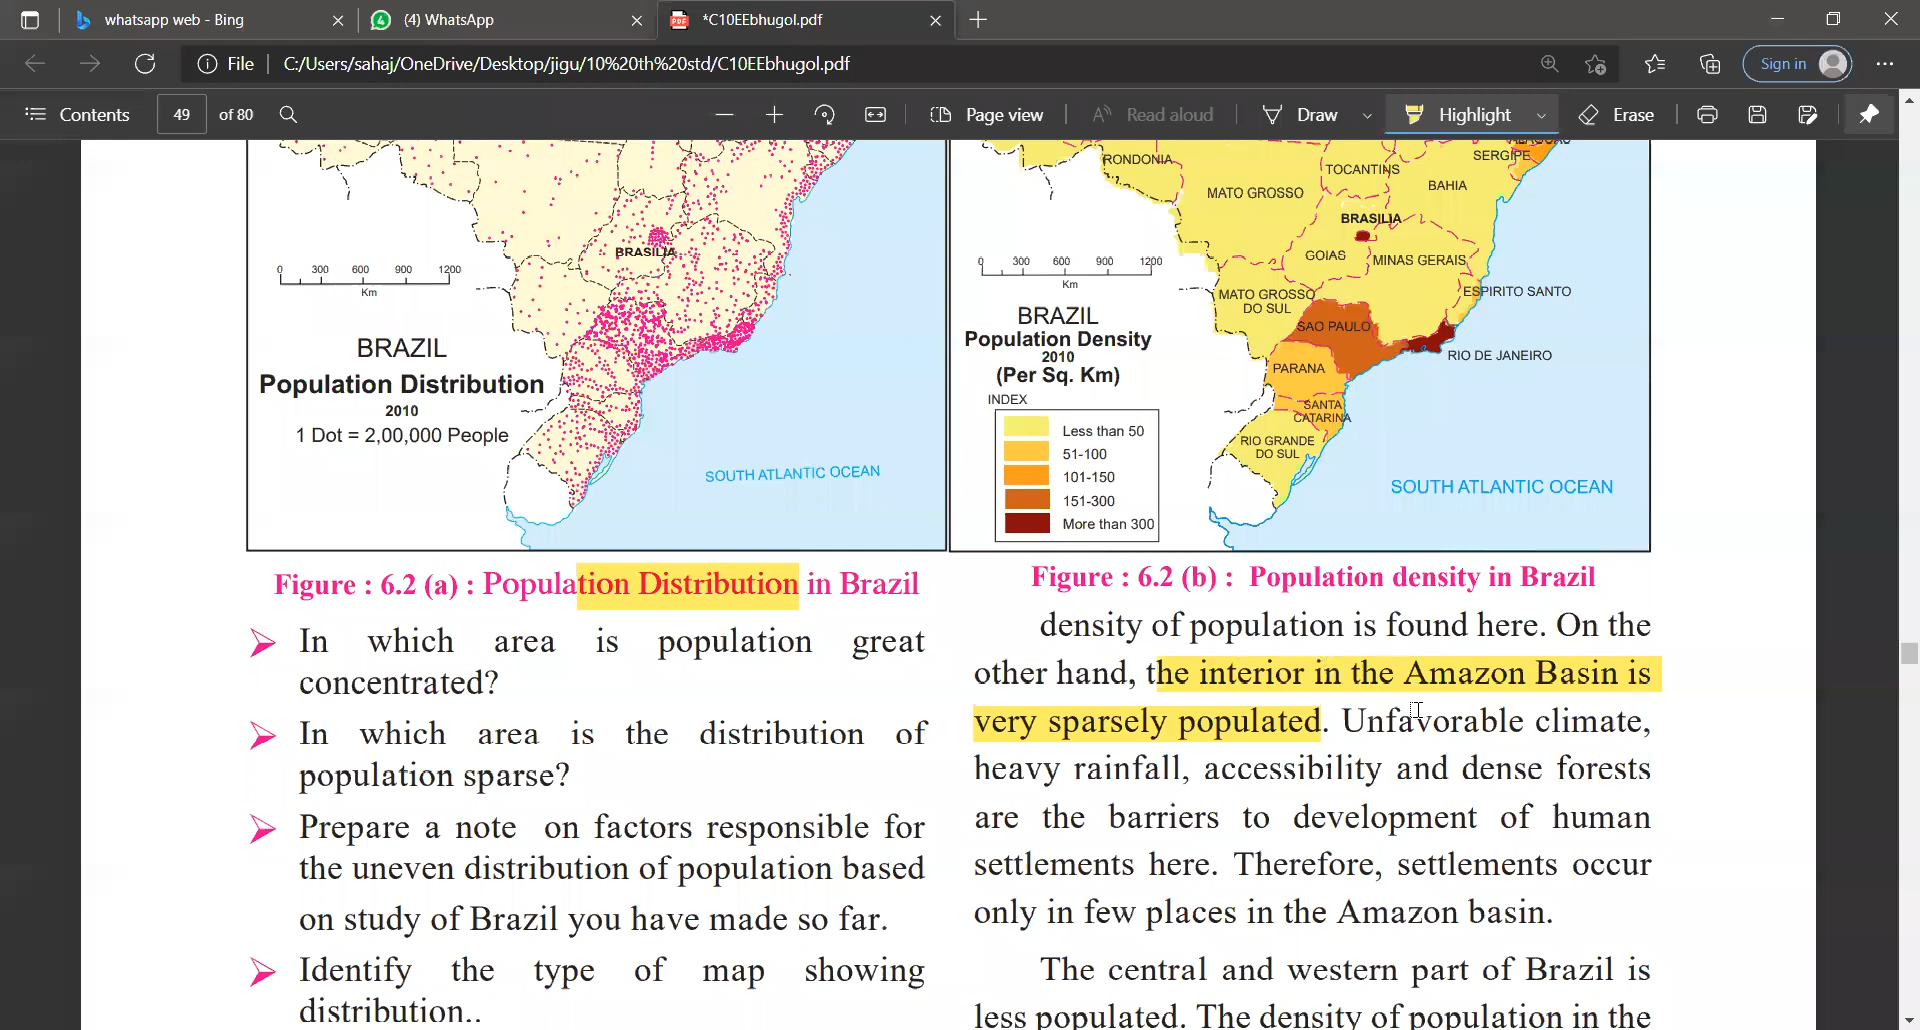 whatsapp web - Bing
(4) WhatsApp
*C10EEbhugol.pdf
File
C:/Users/sahaj/OneDrive/Desktop/jigu/10%20th%20std/C10EEbhugol.pdf
Sign in
Contents
49
of 80
Page view
Read aloud
Draw
Highlight
Erase
BRASILIA
0 300 600 900 1200
Km
BRAZIL
Population Distribution
2010
1 Dot = 2,00,000 People
SOUTH ATLANTIC OCEAN
RONDONIA
TOCANTINS
SERGIPE
MATO GROSSO
BAHIA
BRASILIA
GOIAS
MINAS GERAIS
0 300 600 900 1200
Km
MATO GROSSO
DO SUL
ESPIRITO SANTO
SAO PAULO
RIO DE JANEIRO
PARANA
SANTA
CATARINA
RIO GRANDE
DO SUL
BRAZIL
Population Density
2010
(Per Sq. Km)
INDEX
Less than 50
51-100
101-150
151-300
More than 300
SOUTH ATLANTIC OCEAN
Figure : 6.2 (a) : Population Distribution in Brazil
In which area is population great
concentrated?
In which area is the distribution of
population sparse?
Prepare a note on factors responsible for
the uneven distribution of population based
on study of Brazil you have made so far.
Identify the type of map showing
distribution..
Figure : 6.2 (b) : Population density in Brazil
density of population is found here. On the
other hand, the interior in the Amazon Basin is
very sparsely populated. Unfavorable climate,
heavy rainfall, accessibility and dense forests
are the barriers to development of human
settlements here. Therefore, settlements occur
only in few places in the Amazon basin.
The central and western part of Brazil is
less populated. The density of population in the